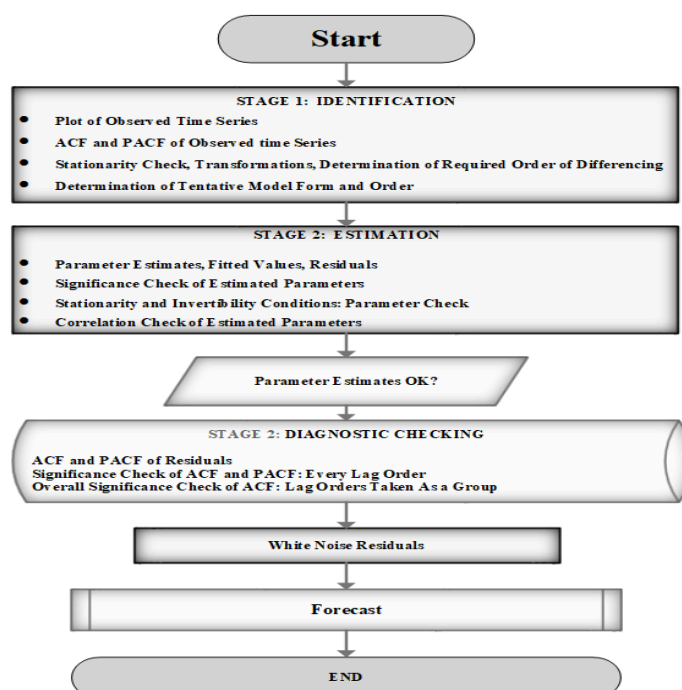 Start
STAGE 1: IDENTIFICATION
• Plot of Observed Time Series
• ACF and PACF of Observed time Series
• Stationarity Check, Transformations, Determination of Required Order of Differencing
• Determination of Tentative Model Form and Order
STAGE 2: ESTIMATION
• Parameter Estimates, Fitted Values, Residuals
• Significance Check of Estimated Parameters
• Stationarity and Invertibility Conditions: Parameter Check
• Correlation Check of Estimated Parameters
Parameter Estimates OK?
STAGE 2: DIAGNOSTIC CHECKING
ACF and PACF of Residuals
Significance Check of ACF and PACF: Every Lag Order
Overall Significance Check of ACF: Lag Orders Taken As a Group
White Noise Residuals
Forecast
END